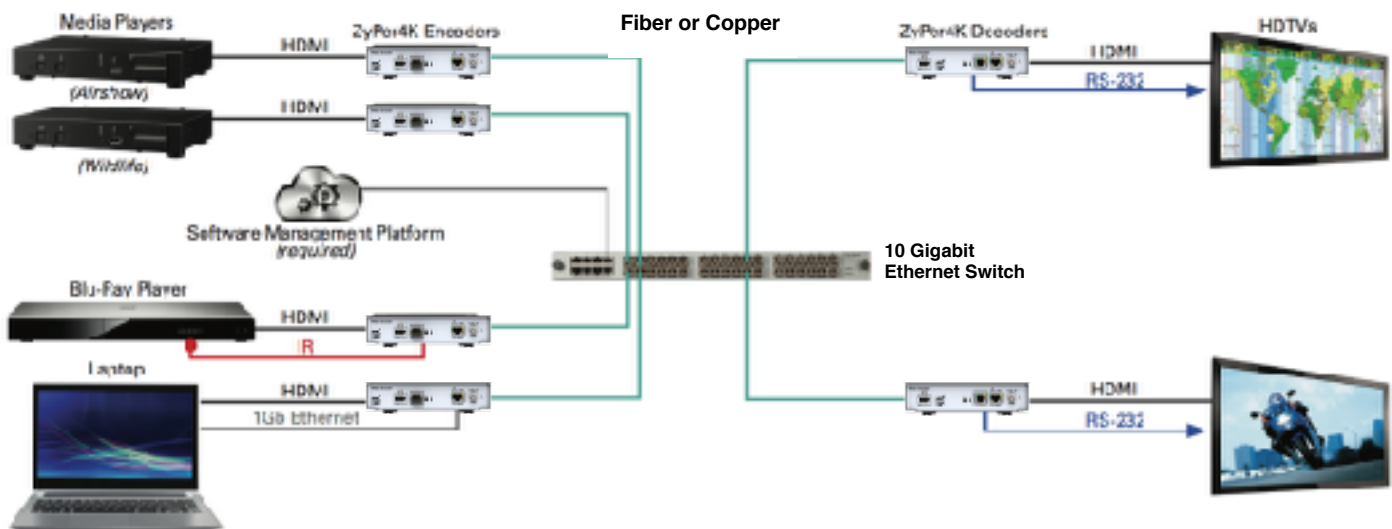 Media Players
HDMI
ZyPer4K Encoders
Fiber or Copper
ZyPer4K Decoders
HDMI
HDTVs
RS-232
(Airshow)
HDMI
(Wildlife)
Software Management Platform
(required)
10 Gigabit
Ethernet Switch
Blu-Ray Player
HDMI
IR
Laptop
HDMI
1Gb Ethernet
HDMI
RS-232